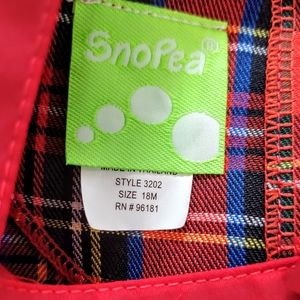 SnoPea®
MADE IN THAILAND
STYLE 3202
SIZE 18M
RN # 96181